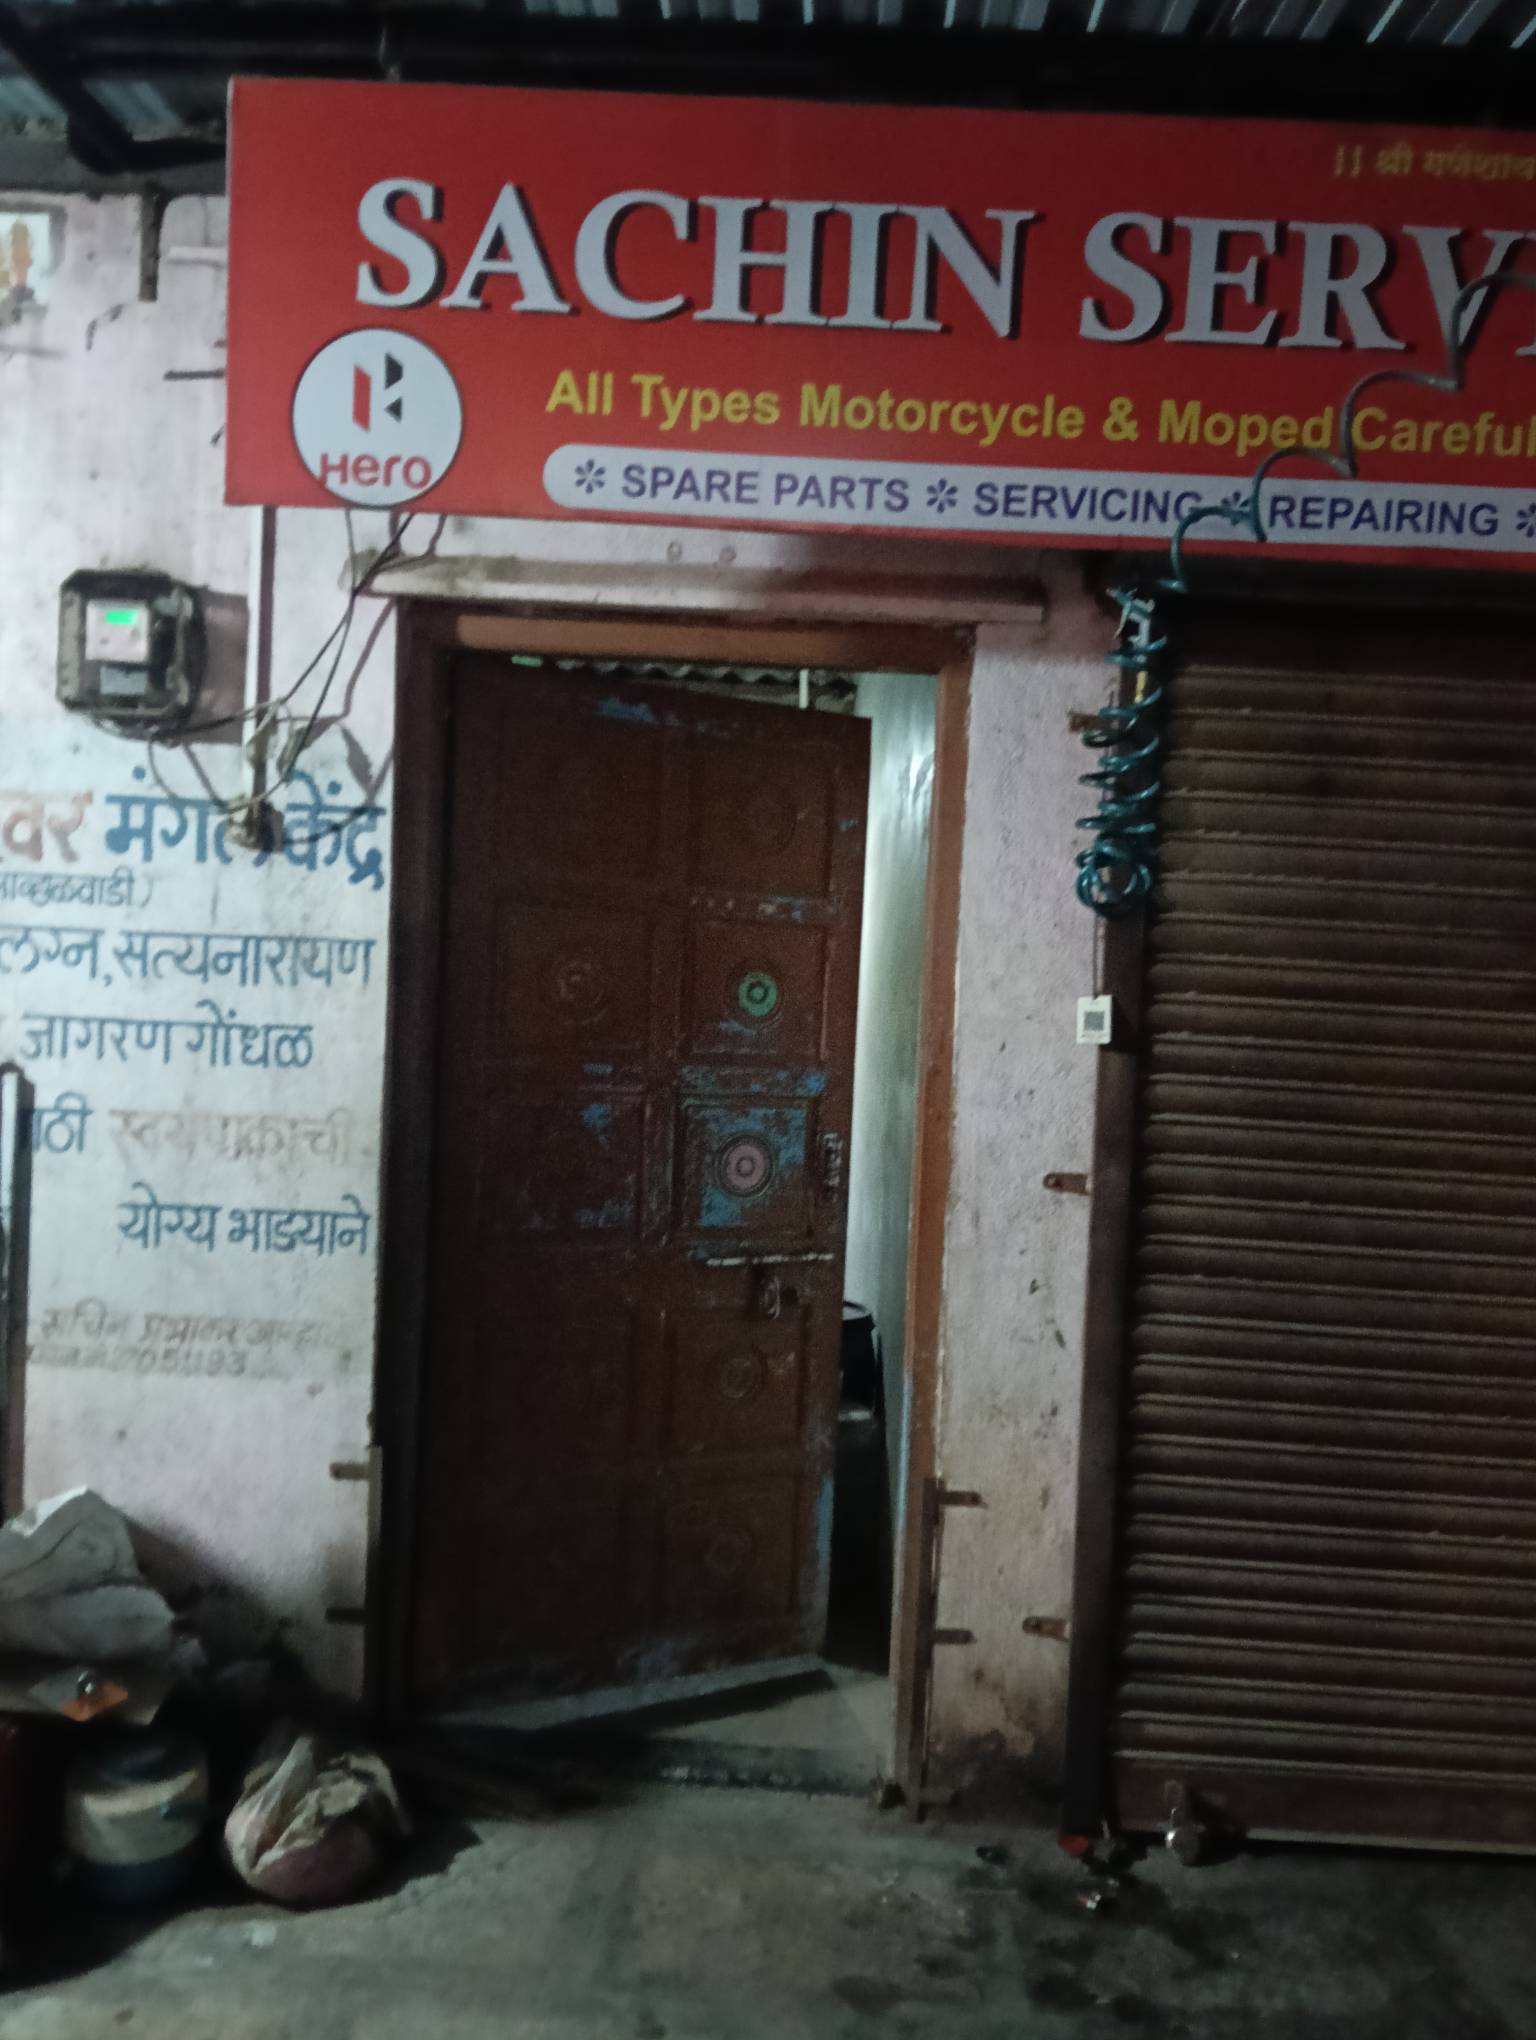 || श्री
SACHIN SERV
Hero
All Types Motorcycle & Moped Careful
* SPARE PARTS * SERVICING * REPAIRING *
मंगल केंद्र
लग्न, सत्यनारायण
जागरण गोंधळ
योग्य भाडयाने